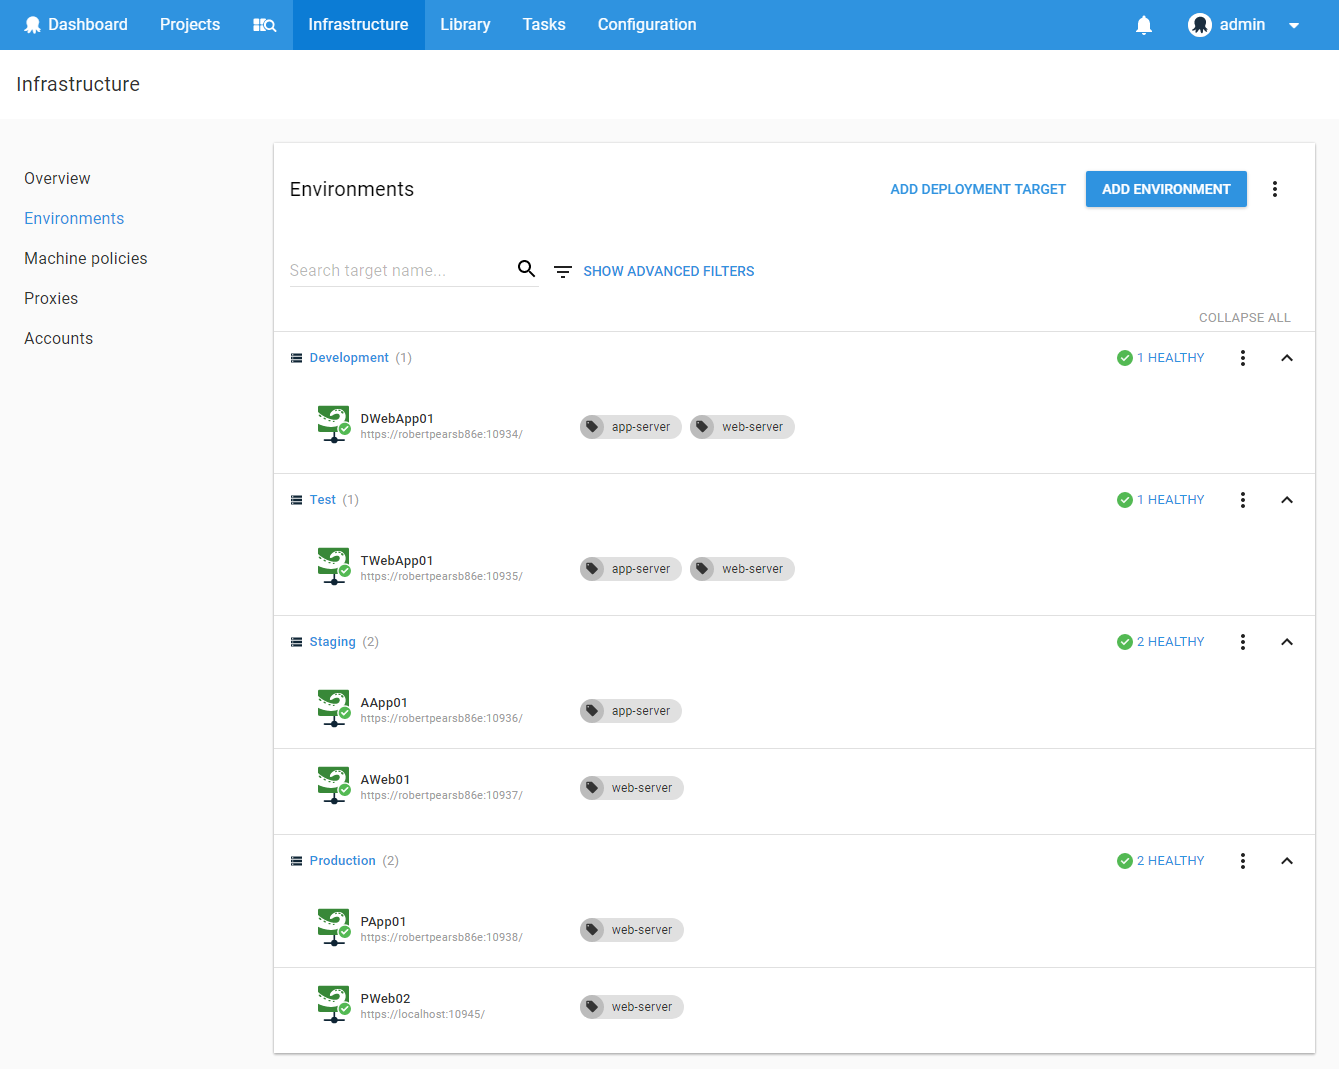 Dashboard Projects Infrastructure Library Tasks Configuration admin
Infrastructure
Overview
Environments
Machine policies
Proxies
Accounts
Environments ADD DEPLOYMENT TARGET ADD ENVIRONMENT
Search target name... SHOW ADVANCED FILTERS
COLLAPSE ALL
Development (1) 1 HEALTHY
DWebApp01
https://robertpearsb86e:10934/
app-server web-server
Test (1) 1 HEALTHY
TWebApp01
https://robertpearsb86e:10935/
app-server web-server
Staging (2) 2 HEALTHY
AApp01
https://robertpearsb86e:10936/
app-server
AWeb01
https://robertpearsb86e:10937/
web-server
Production (2) 2 HEALTHY
PApp01
https://robertpearsb86e:10938/
web-server
PWeb02
https://localhost:10945/
web-server